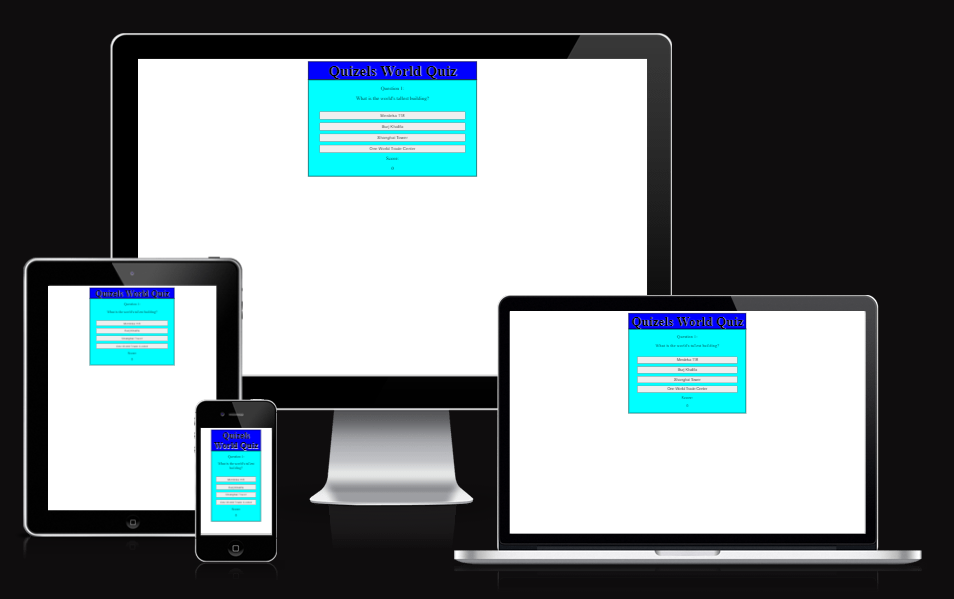 Quizels World Quiz
Question 1:
What is the world's tallest building?
Merdeka 118
Burj Khalifa
Shanghai Tower
One World Trade Center
Score:
0
Quizels World Quiz
Question 1:
What is the world's tallest building?
Merdeka 118
Burj Khalifa
Shanghai Tower
One World Trade Center
Score:
0
Quizels World Quiz
Question 1:
What is the world's tallest building?
Merdeka 118
Burj Khalifa
Shanghai Tower
One World Trade Center
Score:
0
Quizels
World Quiz
Question 1:
What is the world's tallest
building?
Merdeka 118
Burj Khalifa
Shanghai Tower
One World Trade Center
Score:
0